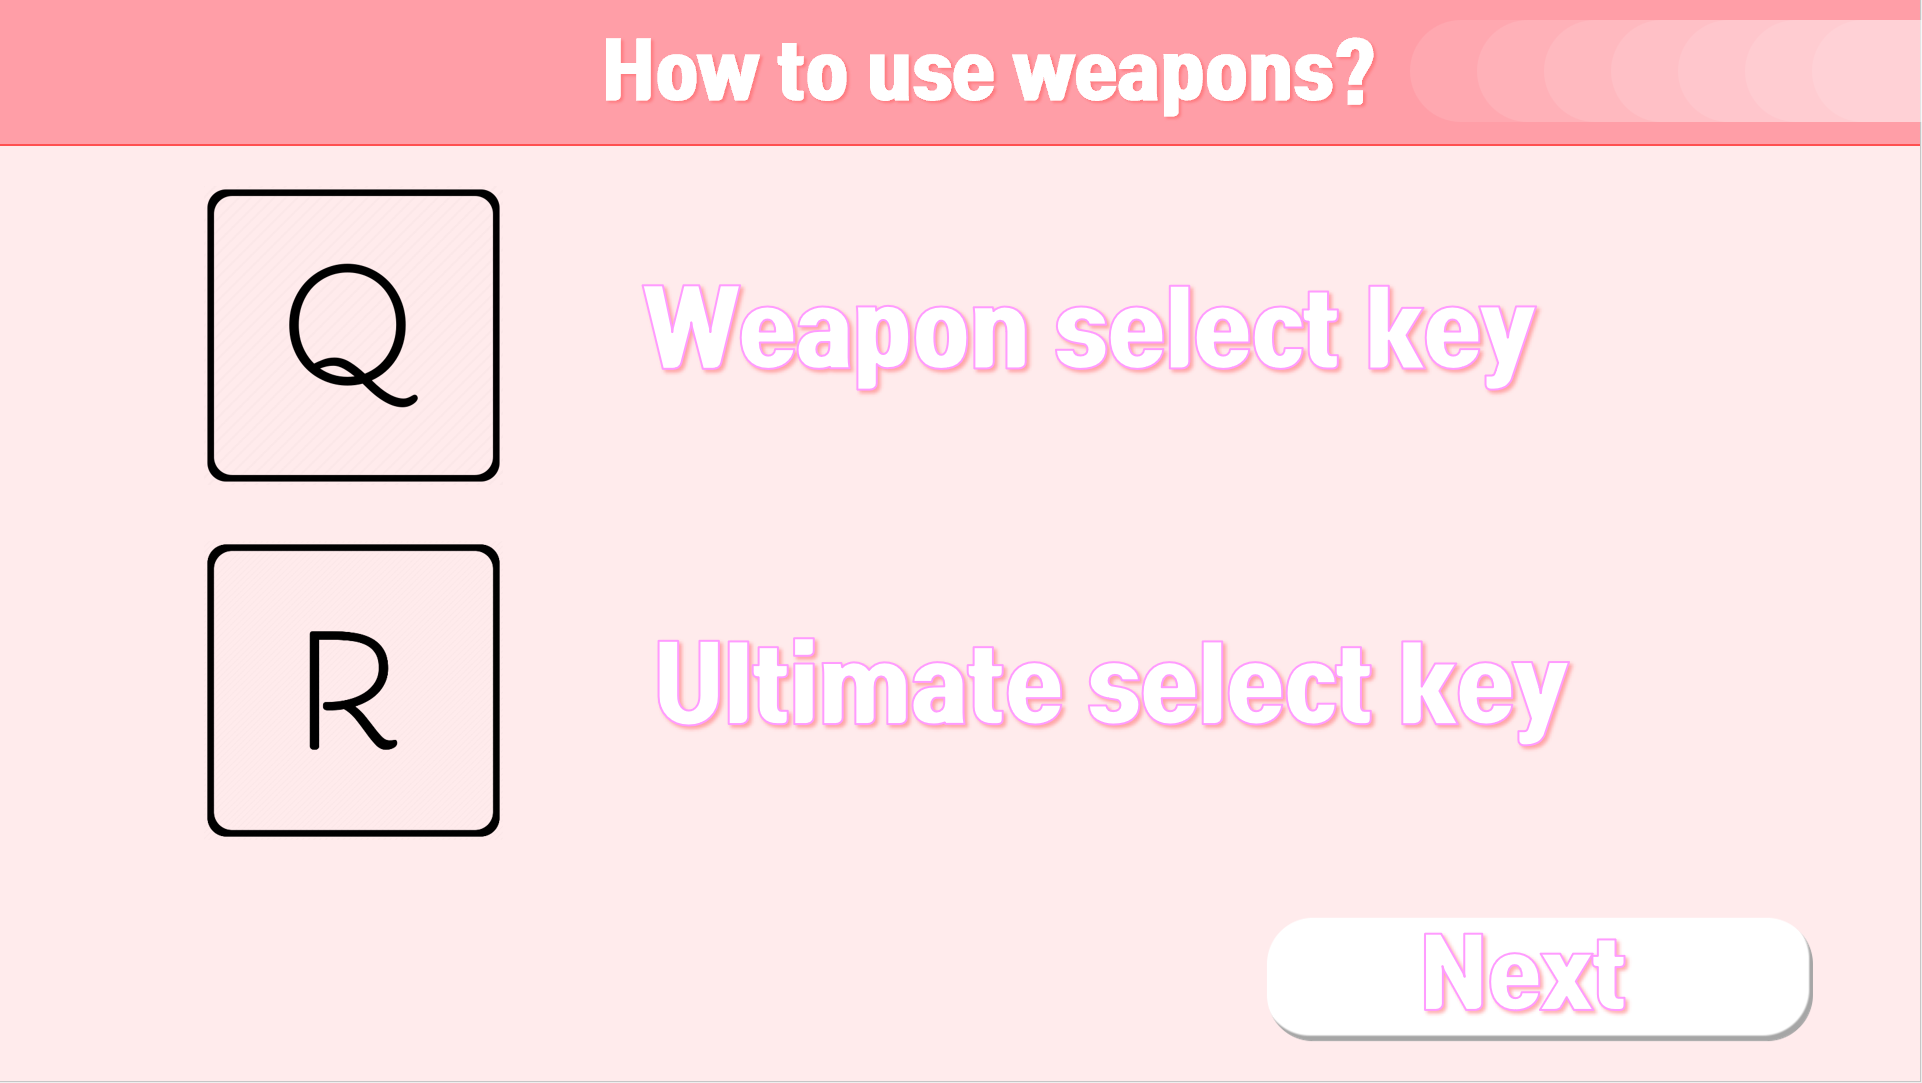 How to use weapons?
Q
Weapon select key
R
Ultimate select key
Next